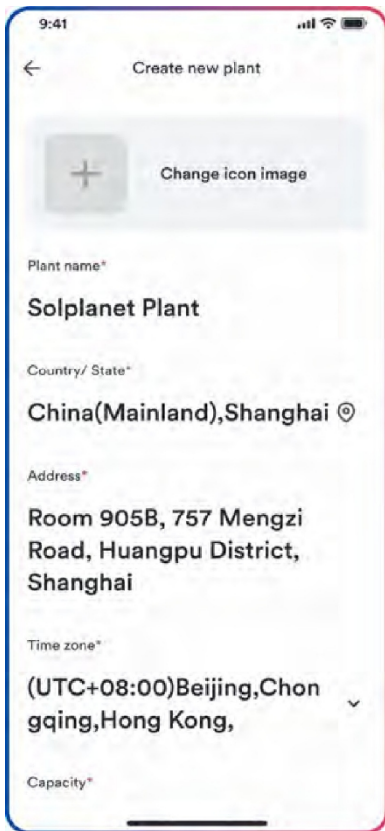 9:41
Create new plant
Change icon image
Plant name*
Solplanet Plant
Country/ State*
China(Mainland),Shanghai
Address*
Room 905B, 757 Mengzi
Road, Huangpu District,
Shanghai
Time zone*
(UTC+08:00)Beijing,Chon
gqing,Hong Kong,
Capacity*